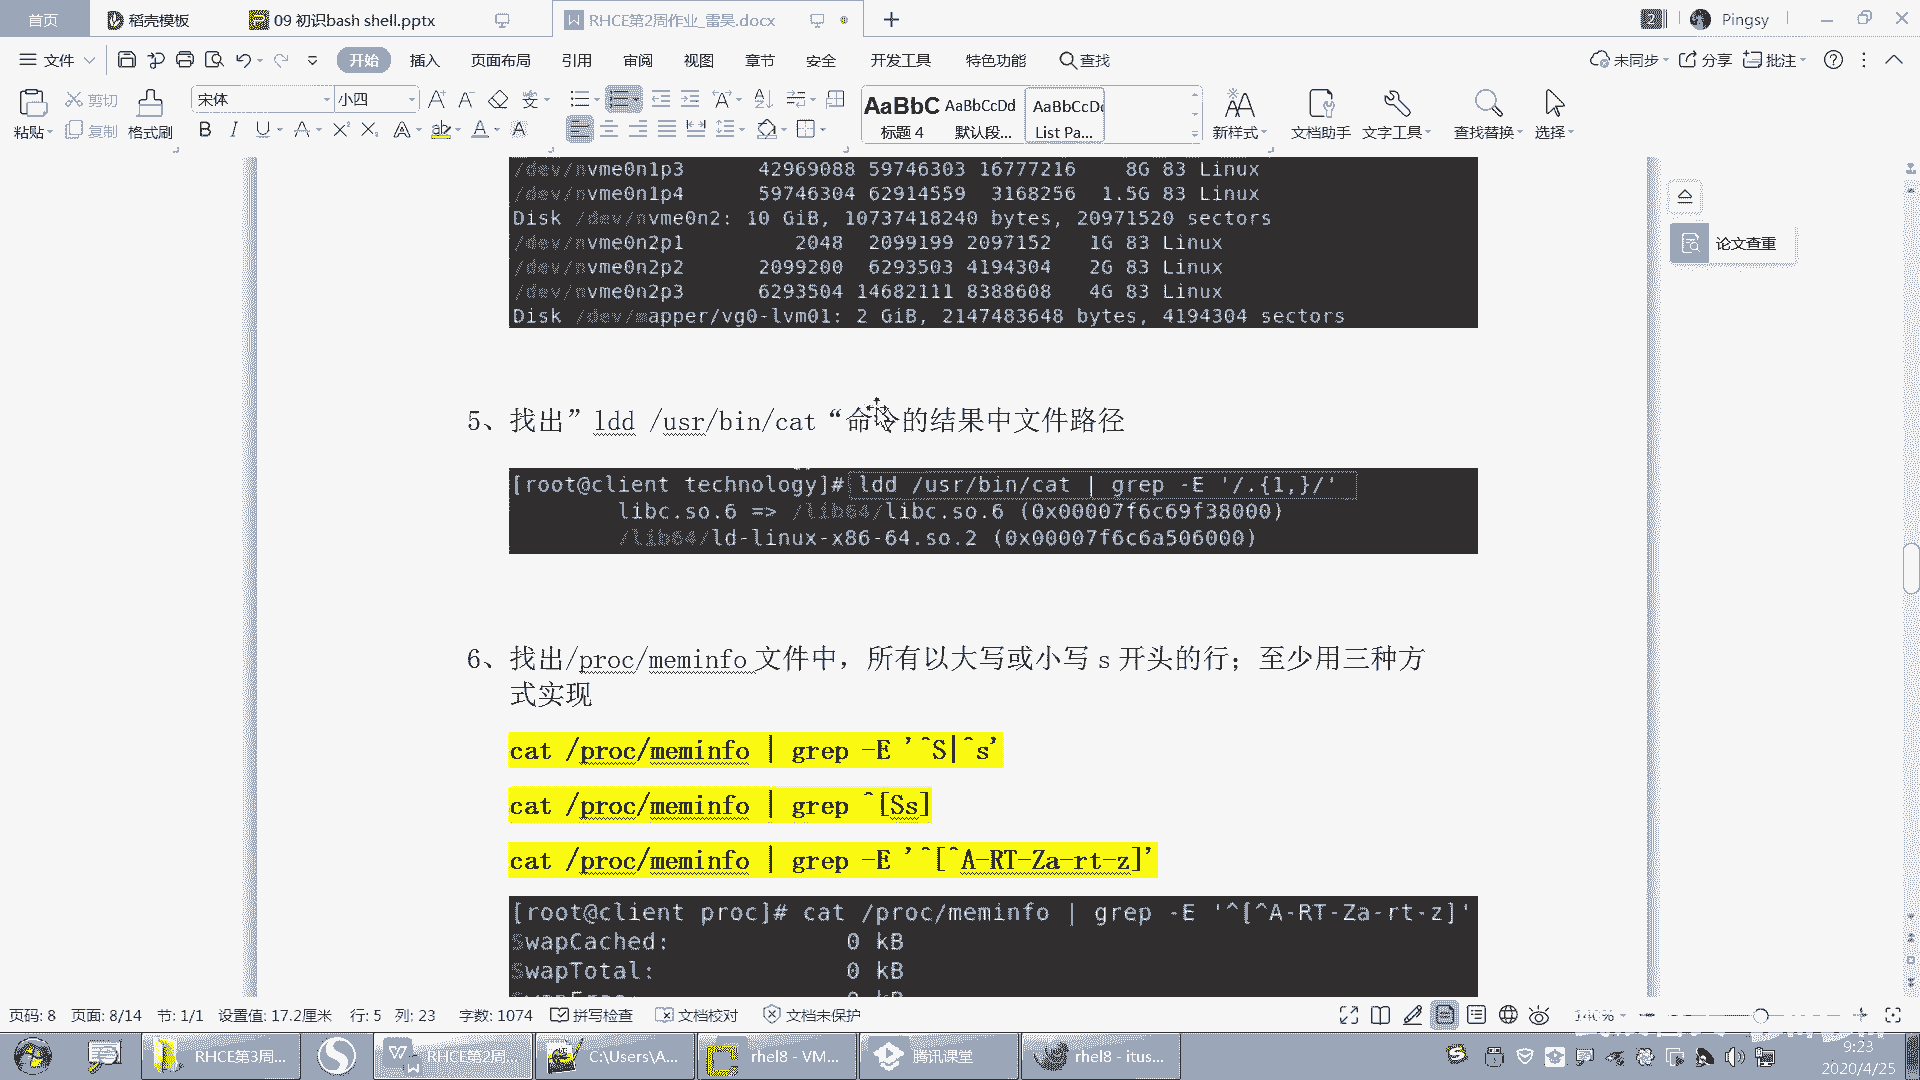 首页 稻壳模板 09 初识bash shell.pptx RHCE第2周作业_雷昊.docx 2 Pingsy
文件 开始 插入 页面布局 引用 审阅 视图 章节 安全 开发工具 特色功能 查找 未同步 分享 批注
粘贴 剪切 复制 格式刷 宋体 小四 AaBbC AaBbCcDd AaBbCcDd 新样式 文档助手 文字工具 查找替换 选择
标题 4 默认段... List Pa...
/dev/nvme0n1p3 42969088 59746303 16777216 8G 83 Linux
/dev/nvme0n1p4 59746304 62914559 3168256 1.5G 83 Linux
Disk /dev/nvme0n2: 10 GiB, 10737418240 bytes, 20971520 sectors
/dev/nvme0n2p1 2048 2099199 2097152 1G 83 Linux
/dev/nvme0n2p2 2099200 6293503 4194304 2G 83 Linux
/dev/nvme0n2p3 6293504 14682111 8388608 4G 83 Linux
Disk /dev/mapper/vg0-lvm01: 2 GiB, 2147483648 bytes, 4194304 sectors
论文查重
5、找出” ldd /usr/bin/cat “命令的结果中文件路径
[root@client technology]# ldd /usr/bin/cat | grep -E '/.{1,}/'
libc.so.6 => /lib64/libc.so.6 (0x00007f6c69f38000)
/lib64/ld-linux-x86-64.so.2 (0x00007f6c6a506000)
6、找出/proc/meminfo 文件中，所有以大写或小写 s 开头的行；至少用三种方
式实现
cat /proc/meminfo | grep -E ’^S|^s’
cat /proc/meminfo | grep ^[Ss]
cat /proc/meminfo | grep -E ’^[^A-RT-Za-rt-z]’
[root@client proc]# cat /proc/meminfo | grep -E '^[^A-RT-Za-rt-z]'
SwapCached: 0 kB
SwapTotal: 0 kB
页码: 8 页面: 8/14 节: 1/1 设置值: 17.2厘米 行: 5 列: 23 字数: 1074 拼写检查 文档校对 文档未保护 140%
RHCE第3周... RHCE第2周... C:\Users\A... rhel8 - VM... 腾讯课堂 rhel8 - itus... 9:23
2020/4/25